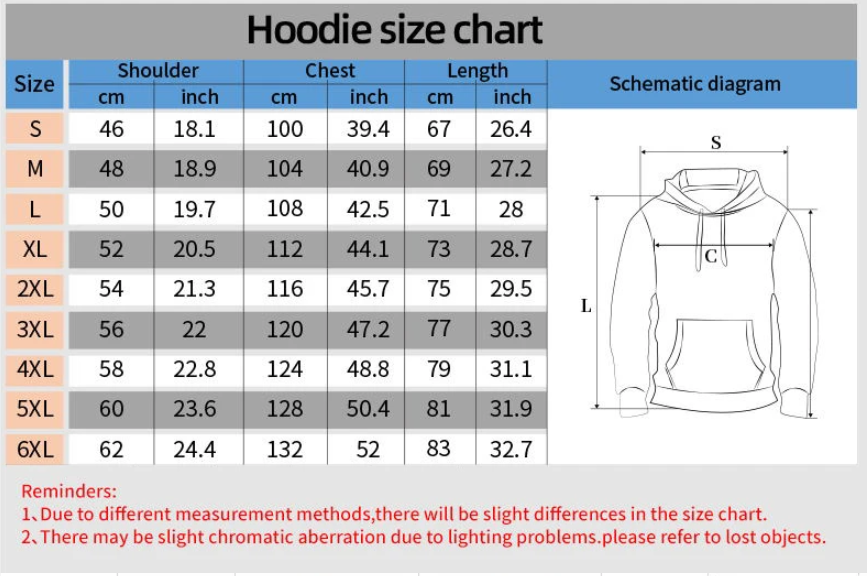 Hoodie size chart
Size Shoulder Chest Length Schematic diagram
cm inch cm inch cm inch
S 46 18.1 100 39.4 67 26.4
M 48 18.9 104 40.9 69 27.2
L 50 19.7 108 42.5 71 28
XL 52 20.5 112 44.1 73 28.7
2XL 54 21.3 116 45.7 75 29.5
3XL 56 22 120 47.2 77 30.3
4XL 58 22.8 124 48.8 79 31.1
5XL 60 23.6 128 50.4 81 31.9
6XL 62 24.4 132 52 83 32.7
S
C
L
Reminders:
1、Due to different measurement methods,there will be slight differences in the size chart.
2、There may be slight chromatic aberration due to lighting problems.please refer to lost objects.